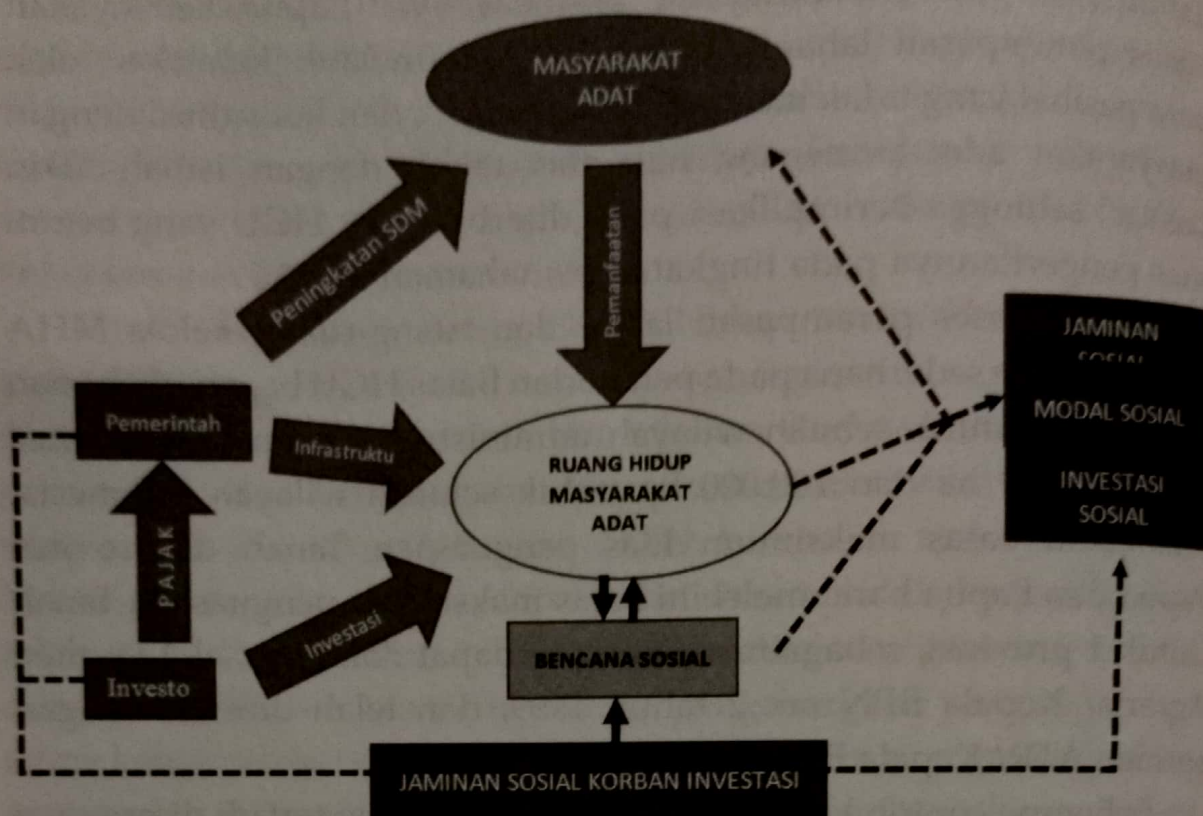 MASYARAKAT
ADAT
Peningkatan SDM
Pemanfaatan
JAMINAN
SOSIAL
MODAL SOSIAL
INVESTASI
SOSIAL
Pemerintah
Infrastruktu
RUANG HIDUP
MASYARAKAT
ADAT
PAJAK
Investasi
Investo
BENCANA SOSIAL
JAMINAN SOSIAL KORBAN INVESTASI